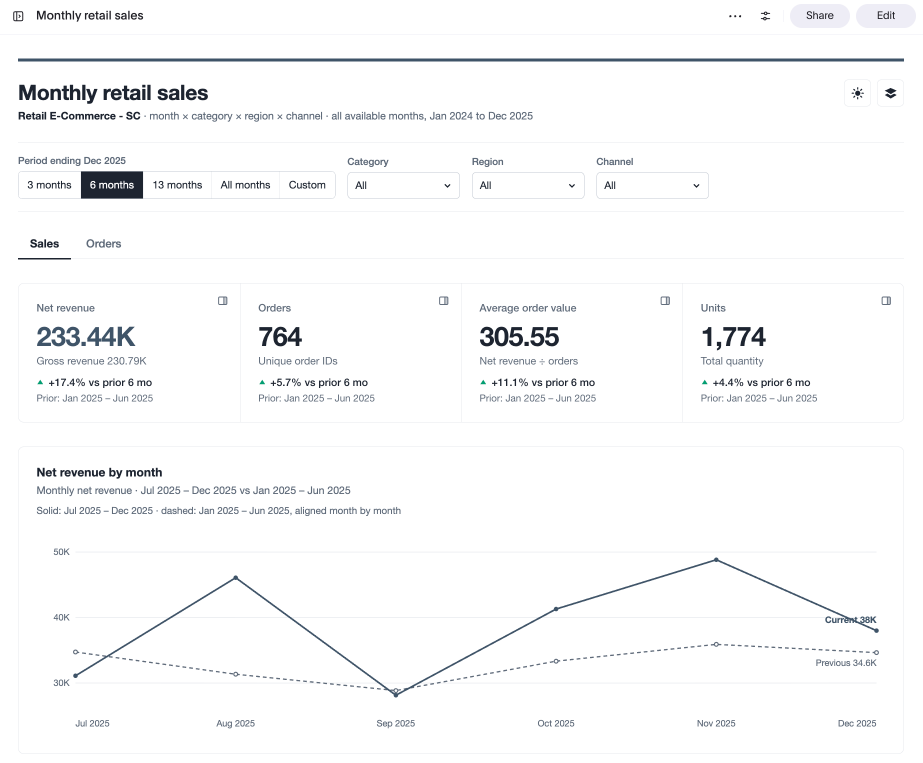 Monthly retail sales
Share
Edit
Monthly retail sales
Retail E-Commerce - SC · month × category × region × channel · all available months, Jan 2024 to Dec 2025
Period ending Dec 2025
Category
Region
Channel
3 months
6 months
13 months
All months
Custom
All
All
All
Sales
Orders
Net revenue
233.44K
Gross revenue 230.79K
+17.4% vs prior 6 mo
Prior: Jan 2025 – Jun 2025
Orders
764
Unique order IDs
+5.7% vs prior 6 mo
Prior: Jan 2025 – Jun 2025
Average order value
305.55
Net revenue ÷ orders
+11.1% vs prior 6 mo
Prior: Jan 2025 – Jun 2025
Units
1,774
Total quantity
+4.4% vs prior 6 mo
Prior: Jan 2025 – Jun 2025
Net revenue by month
Monthly net revenue · Jul 2025 – Dec 2025 vs Jan 2025 – Jun 2025
Solid: Jul 2025 – Dec 2025 · dashed: Jan 2025 – Jun 2025, aligned month by month
50K
40K
30K
Current 38K
Previous 34.6K
Jul 2025
Aug 2025
Sep 2025
Oct 2025
Nov 2025
Dec 2025